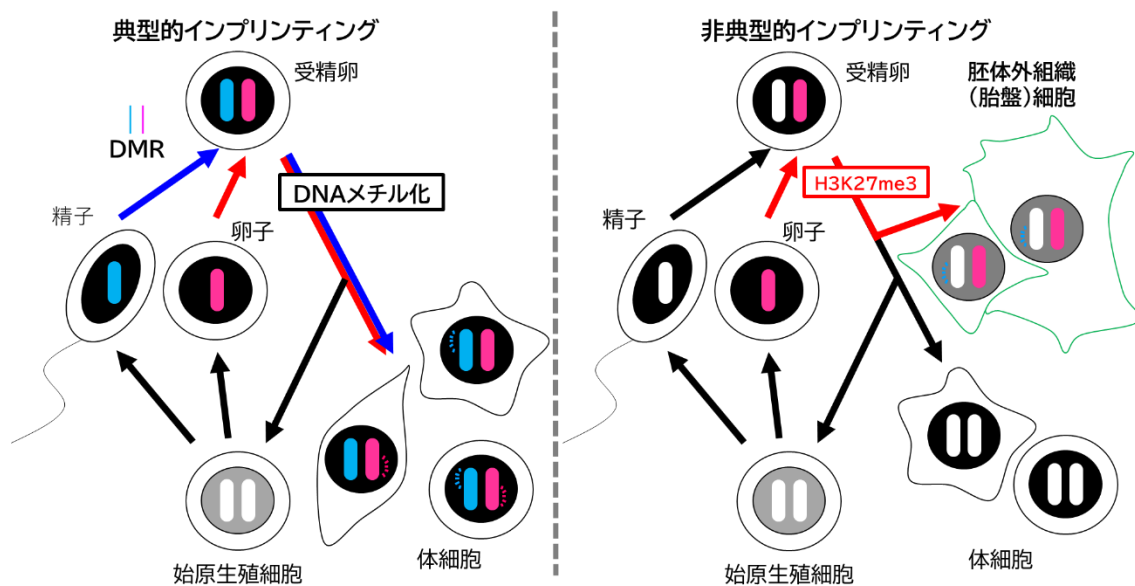 典型的インプリンティング
受精卵
DMR
DNAメチル化
精子
卵子
始原生殖細胞
体細胞
非典型的インプリンティング
受精卵
胚体外組織
(胎盤)細胞
H3K27me3
精子
卵子
始原生殖細胞
体細胞